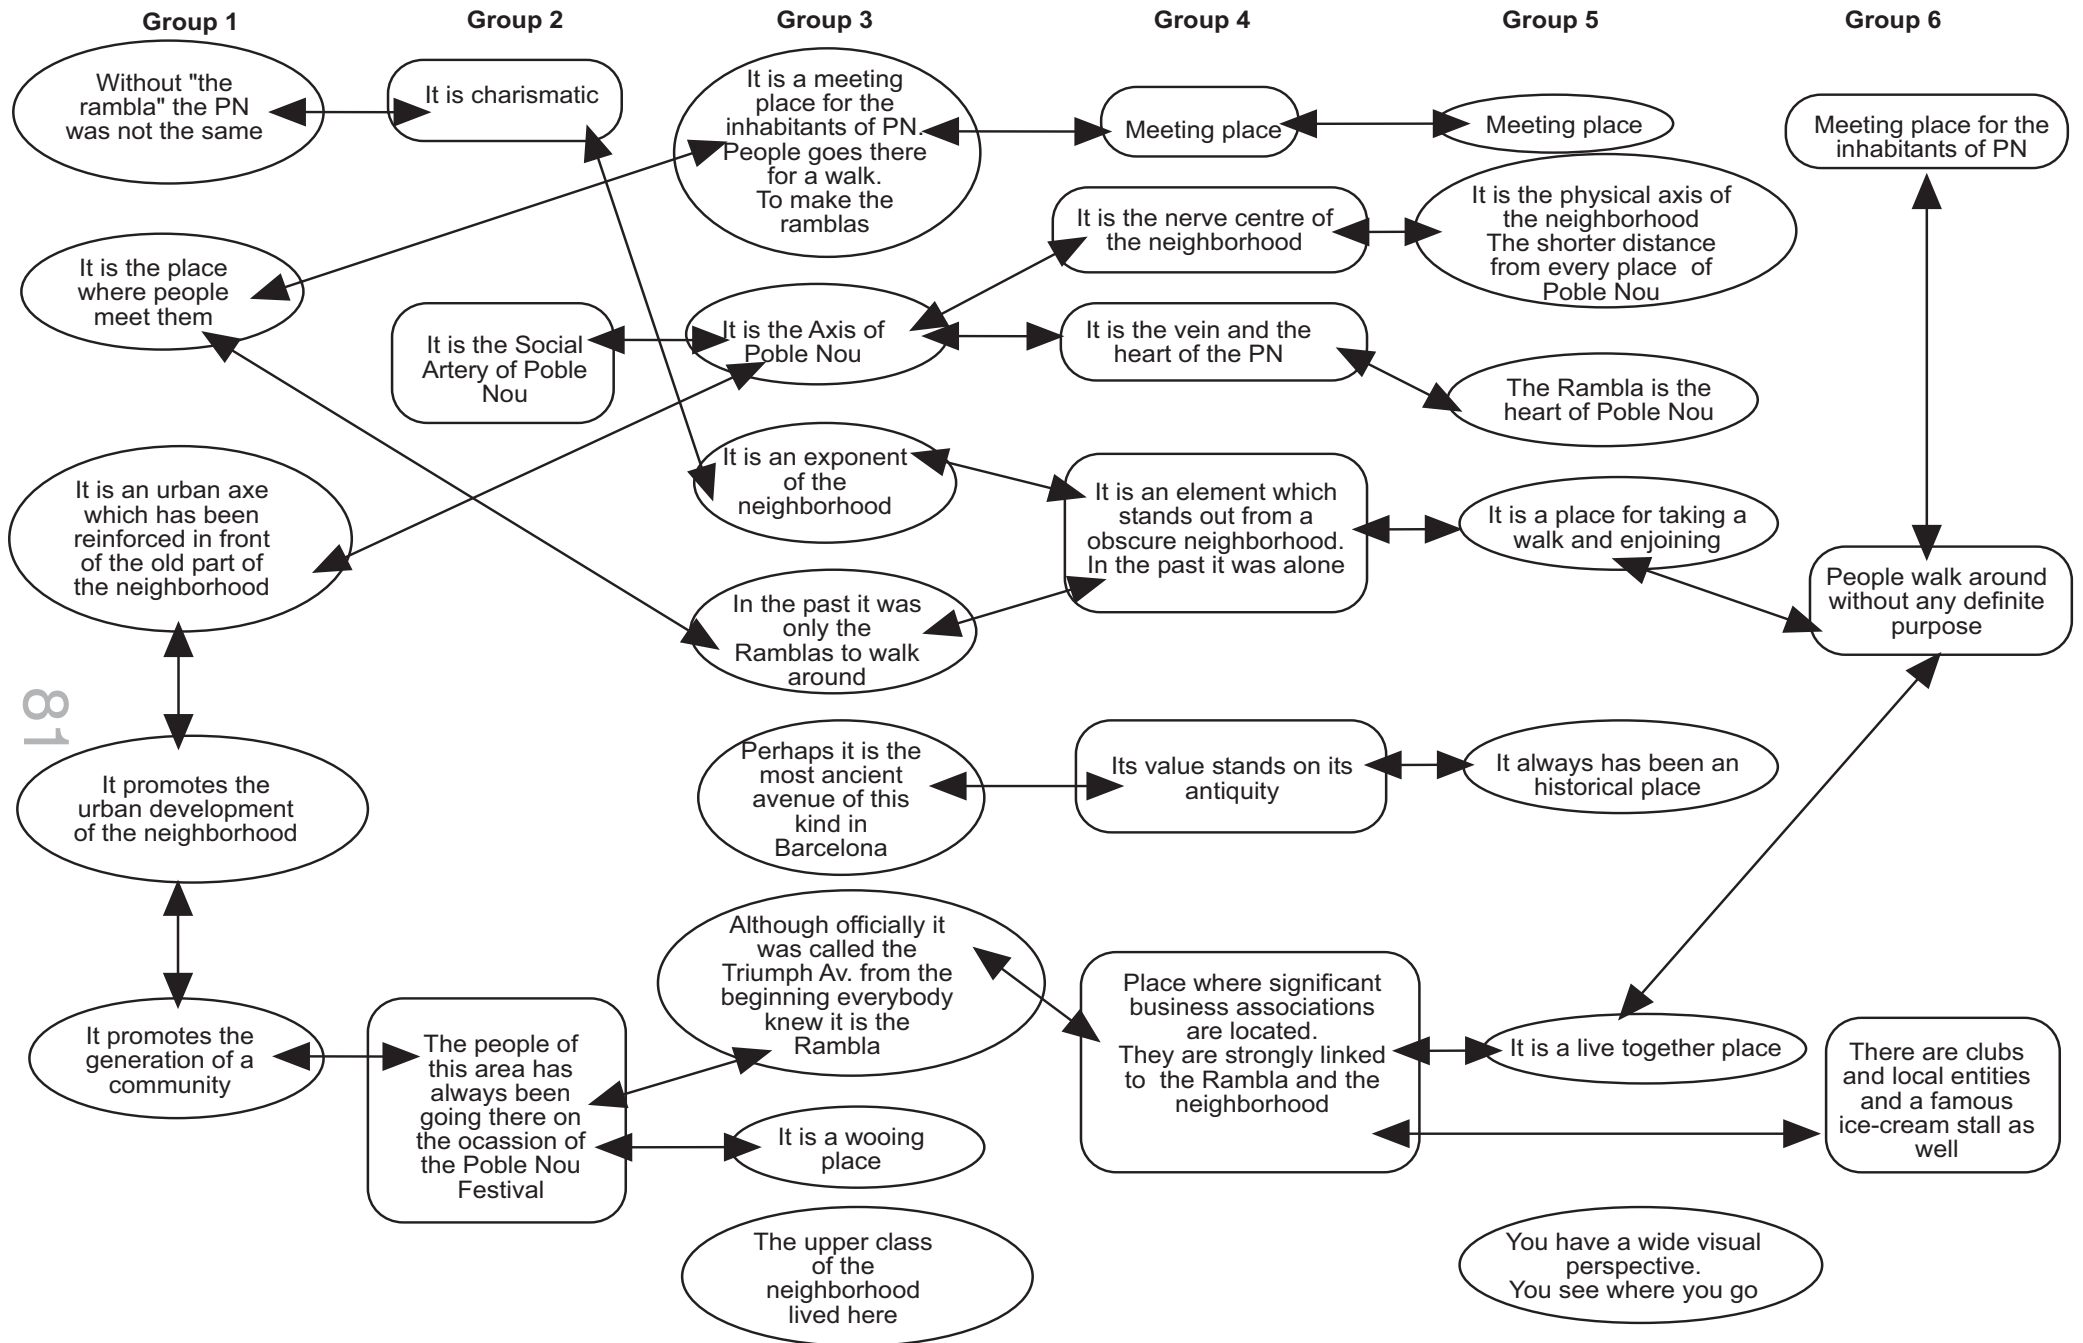 Group 1
Group 2
Group 3
Group 4
Group 5
Group 6
Without "the
rambla" the PN
was not the same
It is the place
where people
meet them
It is an urban axe
which has been
reinforced in front
of the old part of
the neighborhood
It promotes the
urban development
of the neighborhood
It promotes the
generation of a
community
It is charismatic
It is the Social
Artery of Poble
Nou
The people of
this area has
always been
going there on
the ocassion of
the Poble Nou
Festival
It is a meeting
place for the
inhabitants of PN.
People goes there
for a walk.
To make the
ramblas
It is the Axis of
Poble Nou
It is an exponent
of the
neighborhood
In the past it was
only the
Ramblas to walk
around
Perhaps it is the
most ancient
avenue of this
kind in
Barcelona
Although officially it
was called the
Triumph Av. from the
beginning everybody
knew it is the
Rambla
It is a wooing
place
The upper class
of the
neighborhood
lived here
Meeting place
It is the nerve centre of
the neighborhood
It is the vein and the
heart of the PN
It is an element which
stands out from a
obscure neighborhood.
In the past it was alone
Its value stands on its
antiquity
Place where significant
business associations
are located.
They are strongly linked
to the Rambla and the
neighborhood
Meeting place
It is the physical axis of
the neighborhood
The shorter distance
from every place of
Poble Nou
The Rambla is the
heart of Poble Nou
It is a place for taking a
walk and enjoining
It always has been an
historical place
It is a live together place
You have a wide visual
perspective.
You see where you go
Meeting place for the
inhabitants of PN
People walk around
without any definite
purpose
There are clubs
and local entities
and a famous
ice-cream stall as
well
81